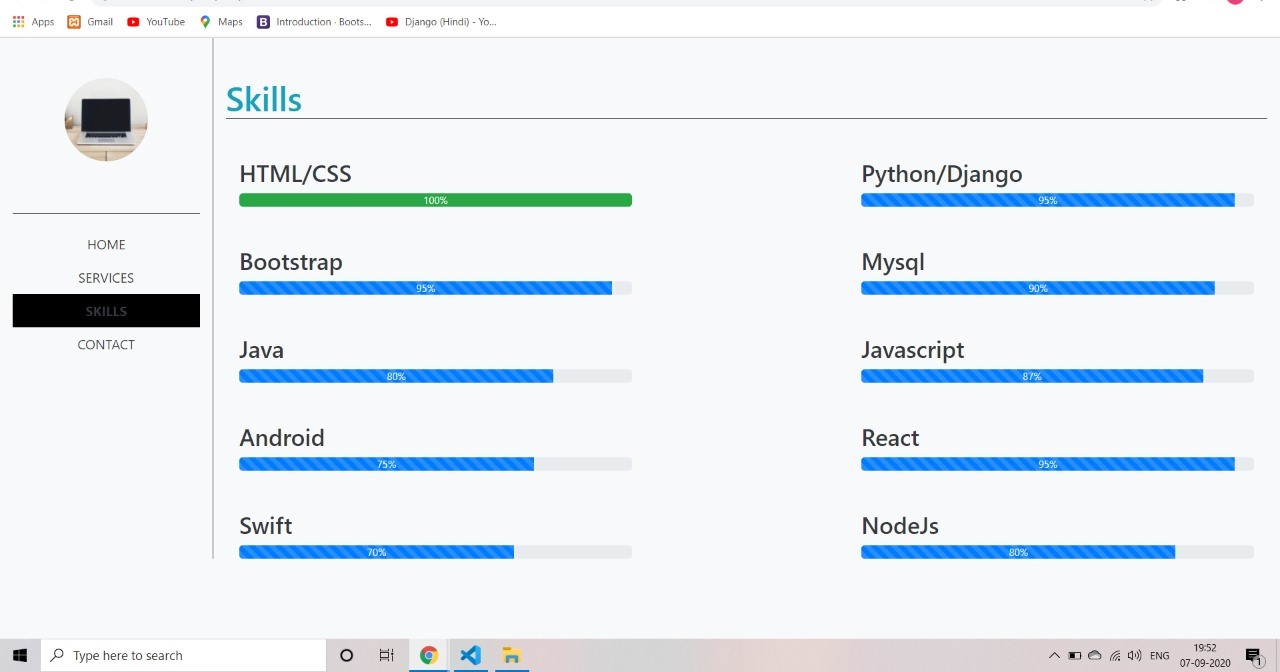 Apps Gmail YouTube Maps Introduction · Boots... Django (Hindi) - Yo...
Skills
HOME
SERVICES
SKILLS
CONTACT
HTML/CSS
100%
Bootstrap
95%
Java
80%
Android
75%
Swift
70%
Python/Django
95%
Mysql
90%
Javascript
87%
React
95%
NodeJs
80%
Type here to search
ENG
19:52
07-09-2020
1